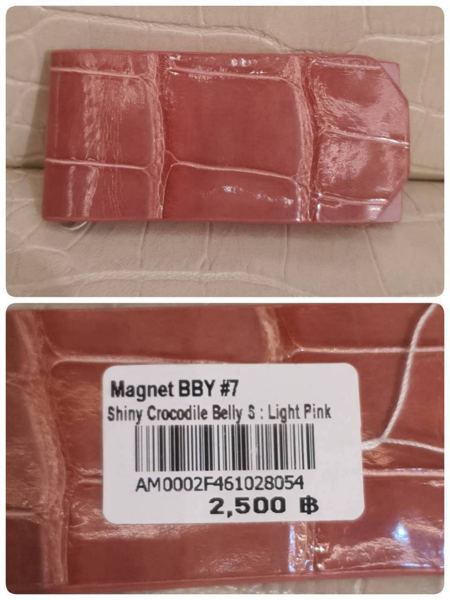 Magnet BBY #7
Shiny Crocodile Belly S : Light Pink
AM0002F461028054
2,500 ฿